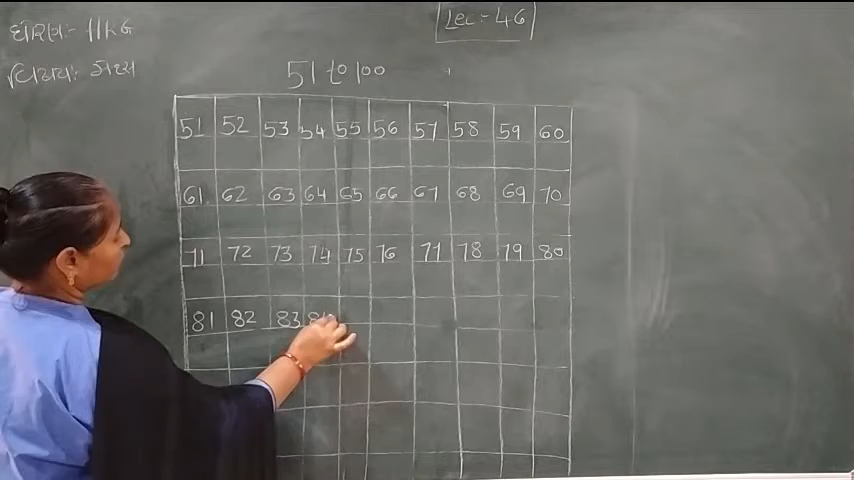 ધોરણ:- HKG
વિષય: ગણિત
Lec:- 46
51 to 100
51 52 53 54 55 56 57 58 59 60
61 62 63 64 65 66 67 68 69 70
71 72 73 74 75 76 77 78 79 80
81 82 83